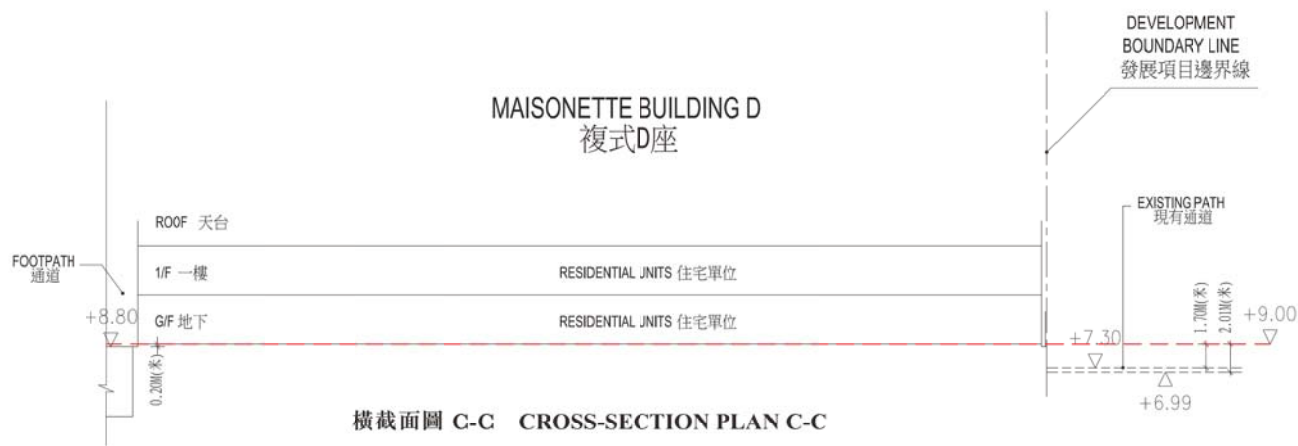 DEVELOPMENT
BOUNDARY LINE
發展項目邊界線
MAISONETTE BUILDING D
複式D座
EXISTING PATH
現有通道
ROOF 天台
FOOTPATH
通道
1/F 一樓
RESIDENTIAL UNITS 住宅單位
1.70M(米)
2.01M(米)
+8.80
G/F 地下
RESIDENTIAL UNITS 住宅單位
+7.30
+9.00
0.20M(米)
+6.99
橫截面圖 C-C CROSS-SECTION PLAN C-C